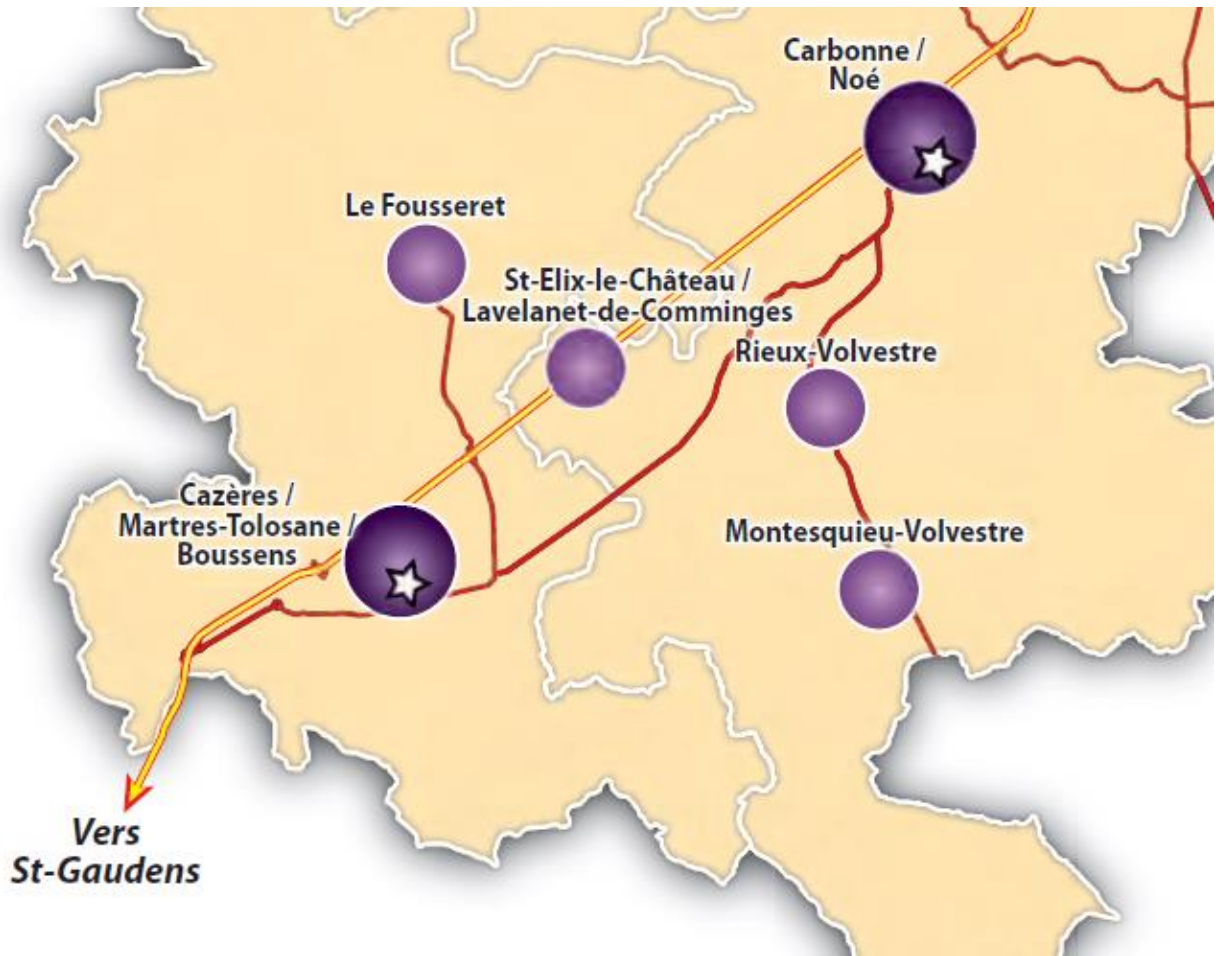 Carbonne /
Noé
Le Fousseret
St-Elix-le-Château /
Lavelanet-de-Comminges
Rieux-Volvestre
Cazères /
Martres-Tolosane /
Boussens
Montesquieu-Volvestre
Vers
St-Gaudens